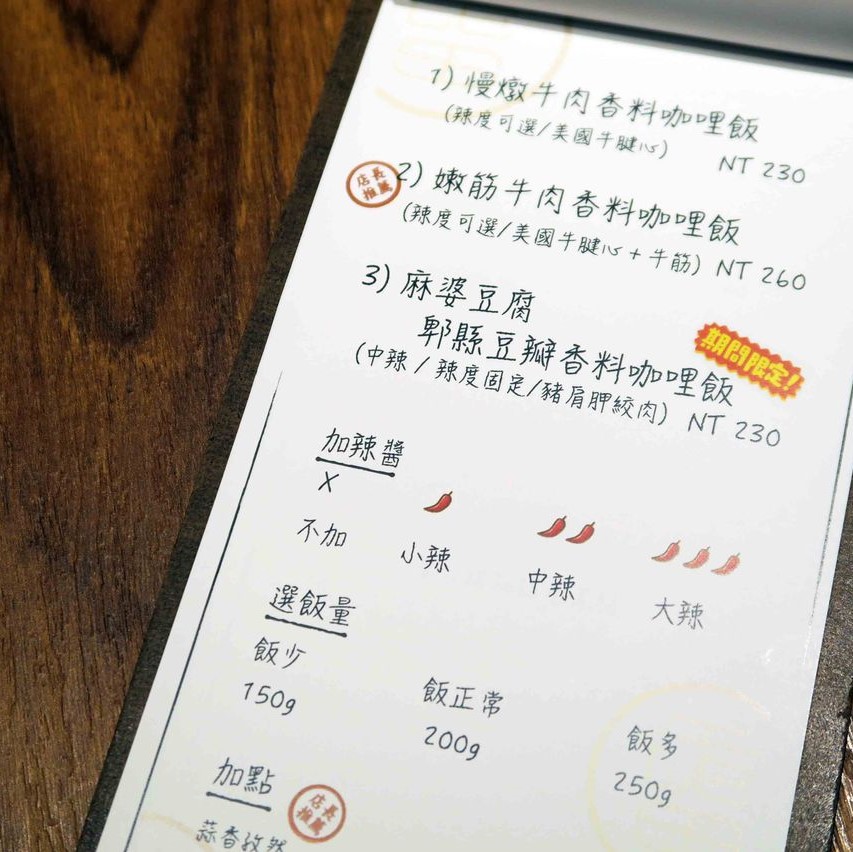 1) 慢燉牛肉香料咖哩飯
(辣度可選/美國牛腱心)
NT 230
店長
推薦
2) 嫩筋牛肉香料咖哩飯
(辣度可選/美國牛腱心 + 牛筋) NT 260
3) 麻婆豆腐
郫縣豆瓣香料咖哩飯
期間限定!
(中辣 / 辣度固定/豬肩胛絞肉) NT 230
加辣醬
X
不加 小辣 中辣 大辣
選飯量
飯少 飯正常 飯多
150g 200g 250g
加點
店長
推薦
蒜香孜然